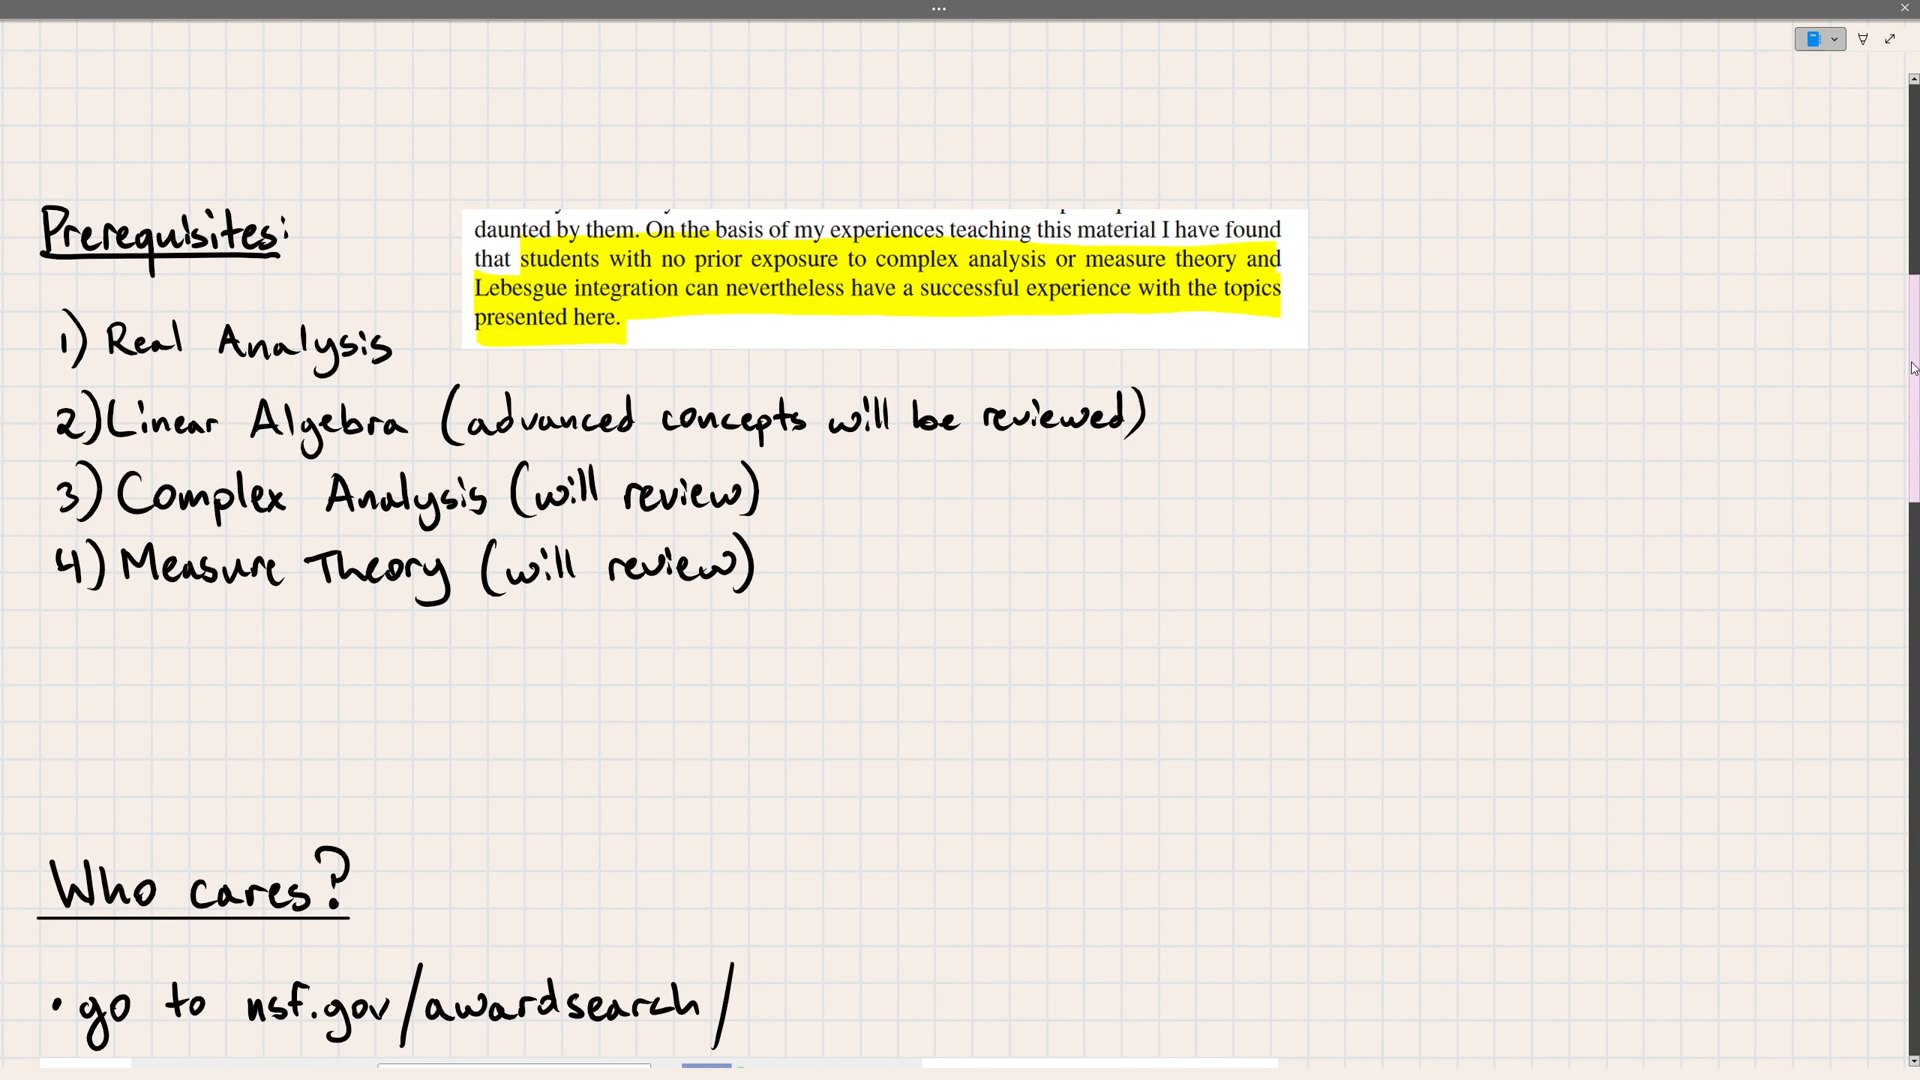 Prerequisites:
daunted by them. On the basis of my experiences teaching this material I have found
that students with no prior exposure to complex analysis or measure theory and
Lebesgue integration can nevertheless have a successful experience with the topics
presented here.
1) Real Analysis
2) Linear Algebra (advanced concepts will be reviewed)
3) Complex Analysis (will review)
4) Measure Theory (will review)
Who cares?
• go to nsf.gov/awardsearch/